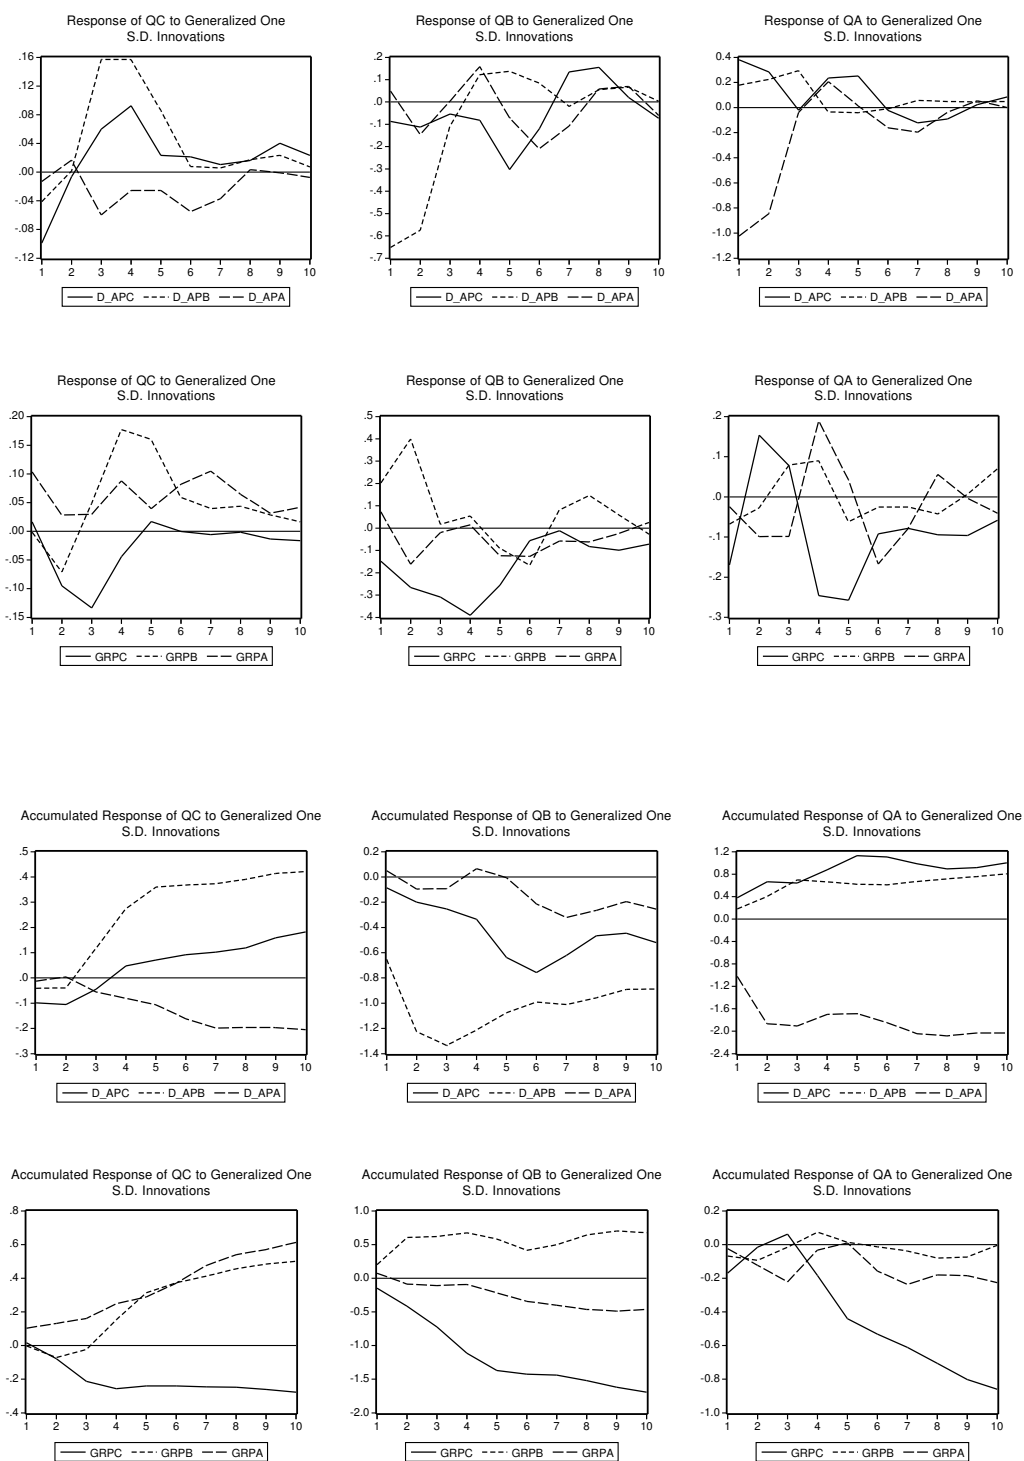 Response of QC to Generalized One
S.D. Innovations
.16
.12
.08
.04
.00
-.04
-.08
-.12
1 2 3 4 5 6 7 8 9 10
D_APC D_APB D_APA
Response of QB to Generalized One
S.D. Innovations
.2
.1
.0
-.1
-.2
-.3
-.4
-.5
-.6
-.7
1 2 3 4 5 6 7 8 9 10
D_APC D_APB D_APA
Response of QA to Generalized One
S.D. Innovations
0.4
0.2
0.0
-0.2
-0.4
-0.6
-0.8
-1.0
-1.2
1 2 3 4 5 6 7 8 9 10
D_APC D_APB D_APA
Response of QC to Generalized One
S.D. Innovations
.20
.15
.10
.05
.00
-.05
-.10
-.15
1 2 3 4 5 6 7 8 9 10
GRPC GRPB GRPA
Response of QB to Generalized One
S.D. Innovations
.5
.4
.3
.2
.1
.0
-.1
-.2
-.3
-.4
1 2 3 4 5 6 7 8 9 10
GRPC GRPB GRPA
Response of QA to Generalized One
S.D. Innovations
.2
.1
.0
-.1
-.2
-.3
1 2 3 4 5 6 7 8 9 10
GRPC GRPB GRPA
Accumulated Response of QC to Generalized One
S.D. Innovations
.5
.4
.3
.2
.1
.0
-.1
-.2
-.3
1 2 3 4 5 6 7 8 9 10
D_APC D_APB D_APA
Accumulated Response of QB to Generalized One
S.D. Innovations
0.2
0.0
-0.2
-0.4
-0.6
-0.8
-1.0
-1.2
-1.4
1 2 3 4 5 6 7 8 9 10
D_APC D_APB D_APA
Accumulated Response of QA to Generalized One
S.D. Innovations
1.2
0.8
0.4
0.0
-0.4
-0.8
-1.2
-1.6
-2.0
-2.4
1 2 3 4 5 6 7 8 9 10
D_APC D_APB D_APA
Accumulated Response of QC to Generalized One
S.D. Innovations
.8
.6
.4
.2
.0
-.2
-.4
1 2 3 4 5 6 7 8 9 10
GRPC GRPB GRPA
Accumulated Response of QB to Generalized One
S.D. Innovations
1.0
0.5
0.0
-0.5
-1.0
-1.5
-2.0
1 2 3 4 5 6 7 8 9 10
GRPC GRPB GRPA
Accumulated Response of QA to Generalized One
S.D. Innovations
0.2
0.0
-0.2
-0.4
-0.6
-0.8
-1.0
1 2 3 4 5 6 7 8 9 10
GRPC GRPB GRPA